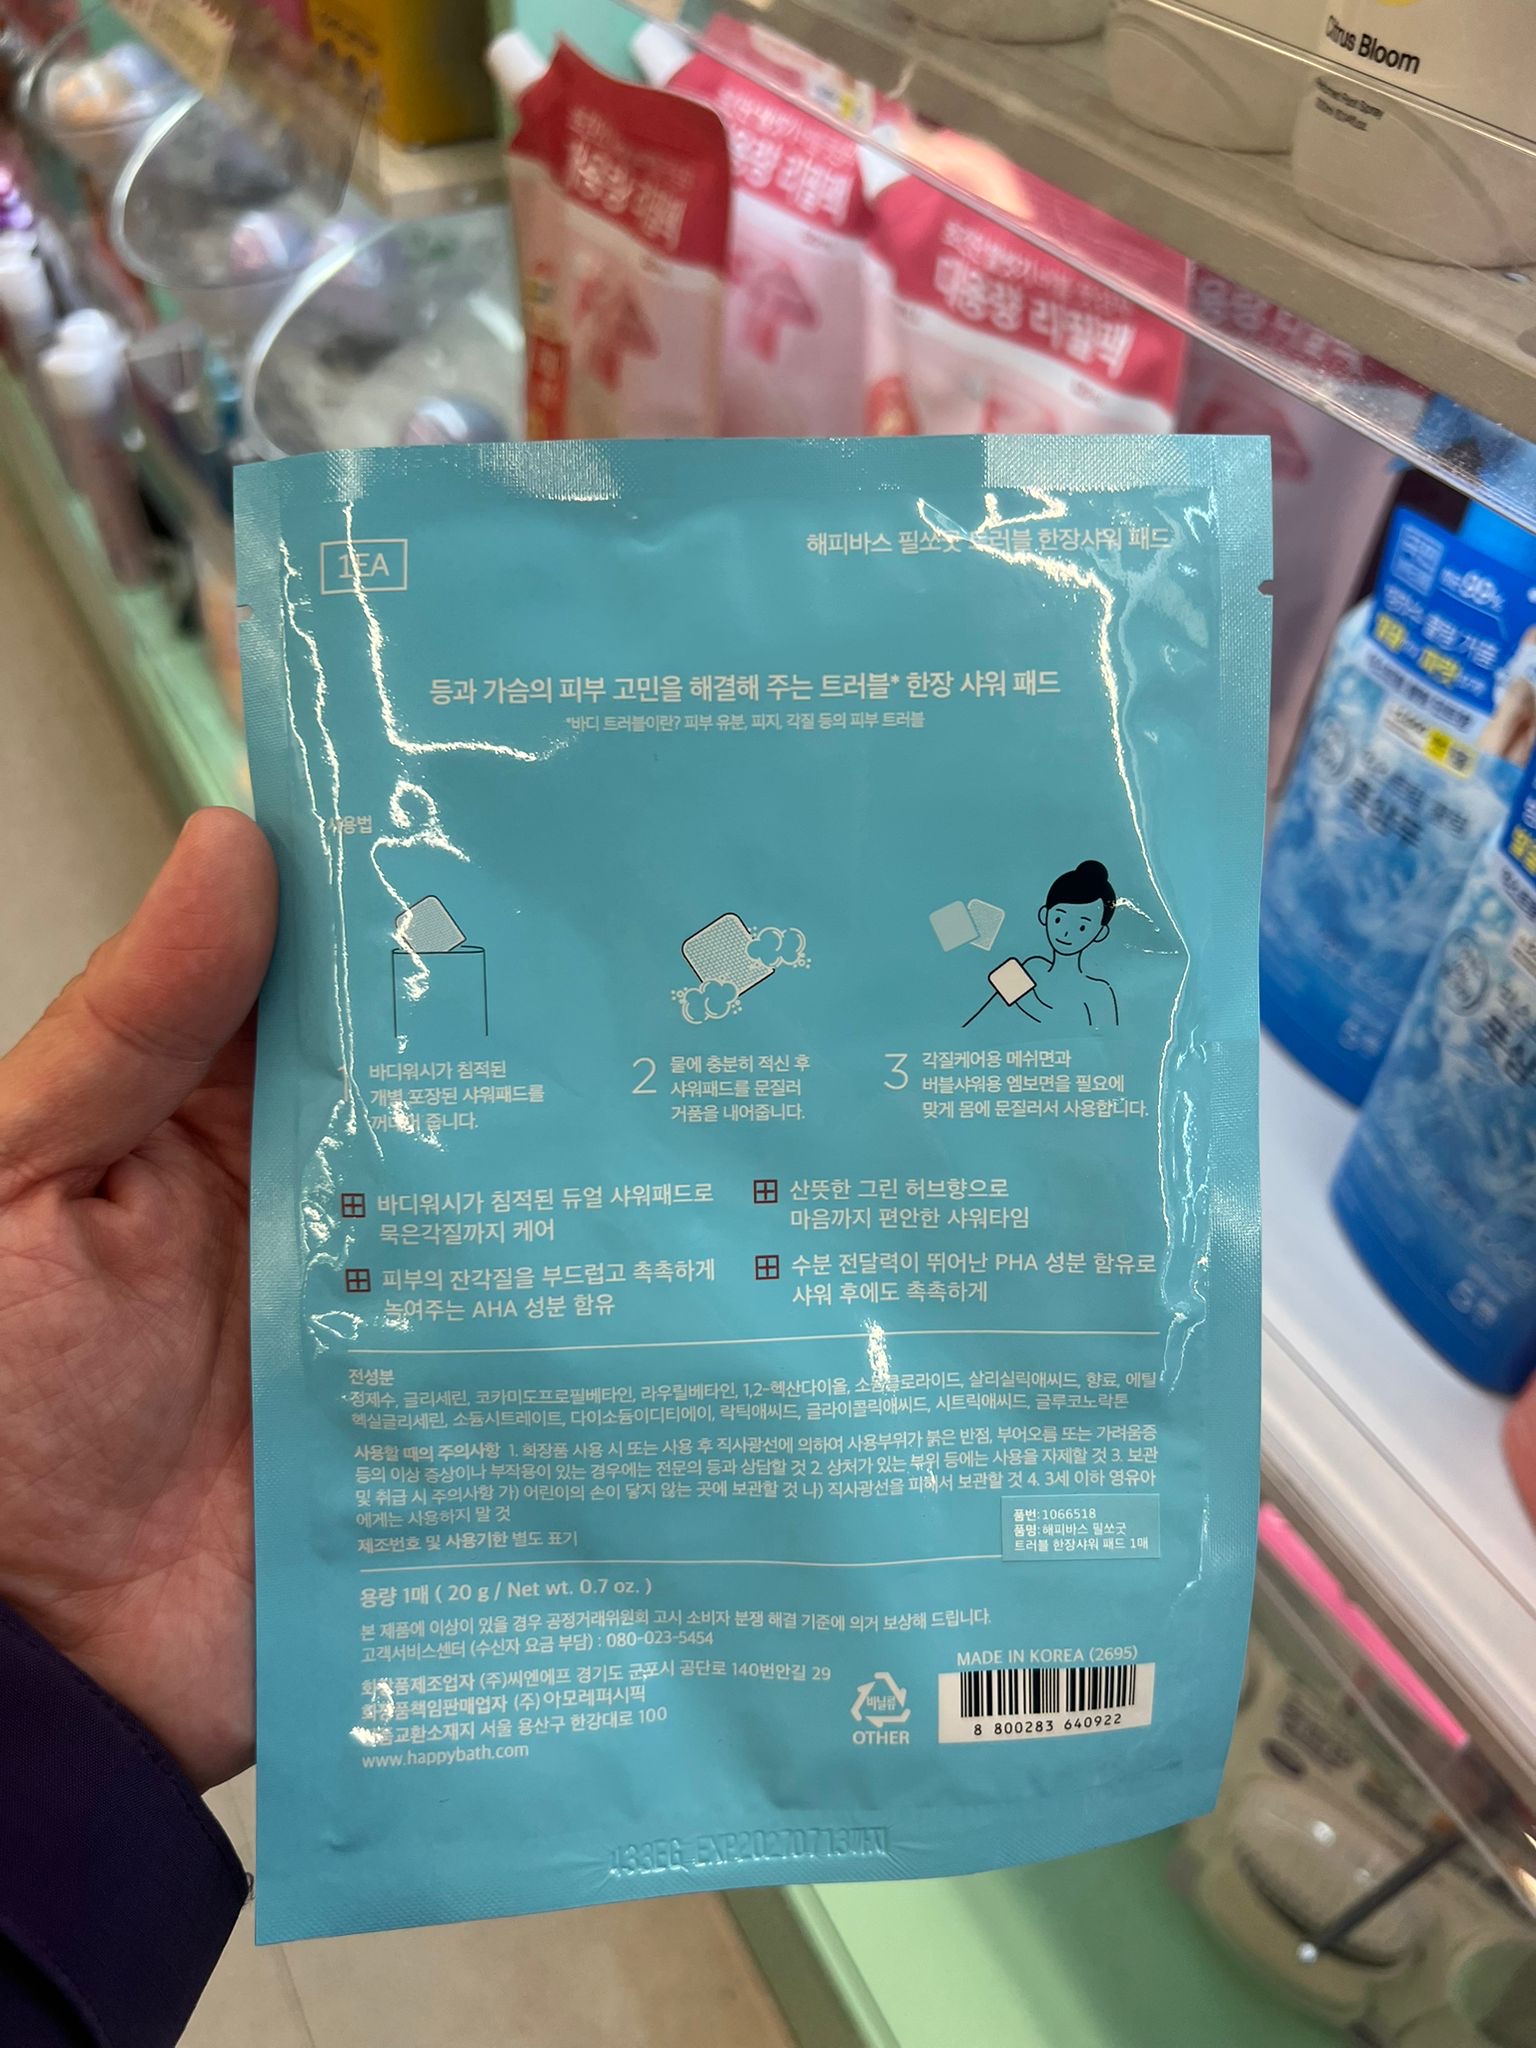 Citrus Bloom
대용량 리필팩
1EA
해피바스 필쏘굿 트러블 한장샤워 패드
등과 가슴의 피부 고민을 해결해 주는 트러블* 한장 샤워 패드
*바디 트러블이란? 피부 유분, 피지, 각질 등의 피부 트러블
사용법
1 바디워시가 침적된
개별 포장된 샤워패드를
꺼내어 줍니다.
2 물에 충분히 적신 후
샤워패드를 문질러
거품을 내어줍니다.
3 각질케어용 메쉬면과
버블샤워용 엠보면을 필요에
맞게 몸에 문질러서 사용합니다.
바디워시가 침적된 듀얼 샤워패드로
묵은각질까지 케어
산뜻한 그린 허브향으로
마음까지 편안한 샤워타임
피부의 잔각질을 부드럽고 촉촉하게
녹여주는 AHA 성분 함유
수분 전달력이 뛰어난 PHA 성분 함유로
샤워 후에도 촉촉하게
전성분
정제수, 글리세린, 코카미도프로필베타인, 라우릴베타인, 1,2-헥산다이올, 소듐클로라이드, 살리실릭애씨드, 향료, 에틸
헥실글리세린, 소듐시트레이트, 다이소듐이디티에이, 락틱애씨드, 글라이콜릭애씨드, 시트릭애씨드, 글루코노락톤
사용할 때의 주의사항 1. 화장품 사용 시 또는 사용 후 직사광선에 의하여 사용부위가 붉은 반점, 부어오름 또는 가려움증
등의 이상 증상이나 부작용이 있는 경우에는 전문의 등과 상담할 것 2. 상처가 있는 부위 등에는 사용을 자제할 것 3. 보관
및 취급 시 주의사항 가) 어린이의 손이 닿지 않는 곳에 보관할 것 나) 직사광선을 피해서 보관할 것 4. 3세 이하 영유아
에게는 사용하지 말 것
제조번호 및 사용기한 별도 표기
품번: 1066518
품명: 해피바스 필쏘굿
트러블 한장샤워 패드 1매
용량 1매 ( 20 g / Net wt. 0.7 oz. )
본 제품에 이상이 있을 경우 공정거래위원회 고시 소비자 분쟁 해결 기준에 의거 보상해 드립니다.
고객서비스센터 (수신자 요금 부담) : 080-023-5454
화장품제조업자 (주)씨엔에프 경기도 군포시 공단로 140번안길 29
화장품책임판매업자 (주) 아모레퍼시픽
제품교환소재지 서울 용산구 한강대로 100
www.happybath.com
비닐류
OTHER
MADE IN KOREA (2695)
8 800283 640922
EXP20270713까지